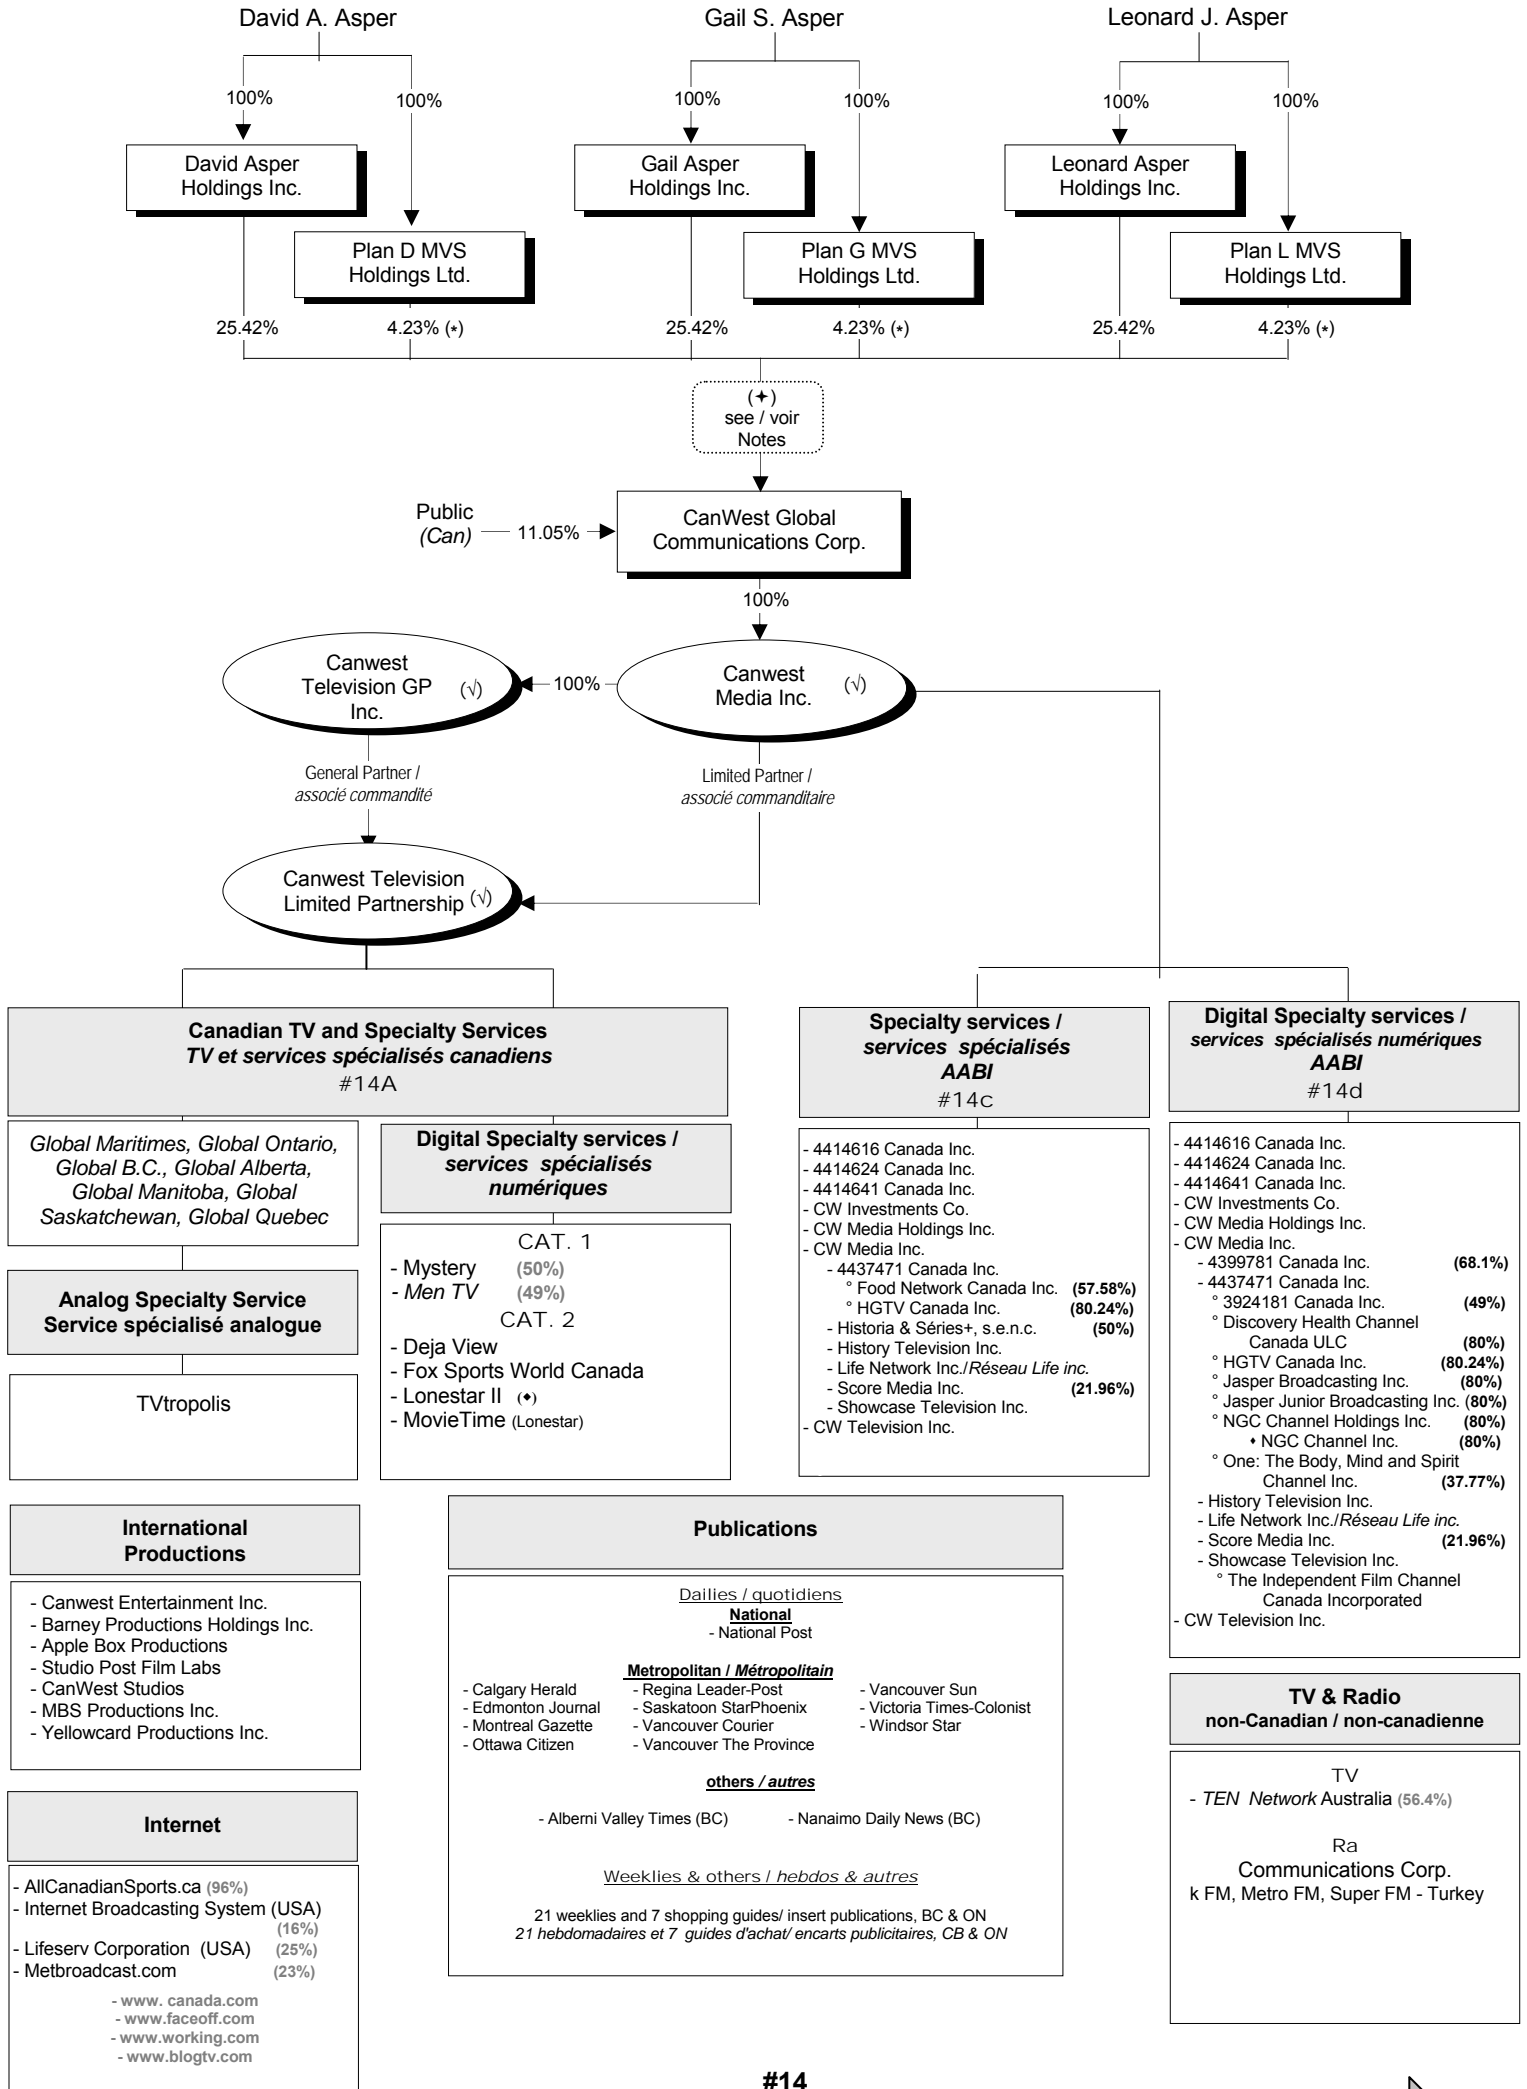 David A. Asper
Gail S. Asper
Leonard J. Asper
100%
100%
100%
100%
100%
100%
David Asper
Holdings Inc.
Gail Asper
Holdings Inc.
Leonard Asper
Holdings Inc.
Plan D MVS
Holdings Ltd.
Plan G MVS
Holdings Ltd.
Plan L MVS
Holdings Ltd.
25.42%
4.23% (*)
25.42%
4.23% (*)
25.42%
4.23% (*)
(✦)
see / voir
Notes
Public
(Can)
11.05%
CanWest Global
Communications Corp.
100%
Canwest
Television GP
Inc.
(√)
100%
Canwest
Media Inc.
(√)
General Partner /
associé commandité
Limited Partner /
associé commanditaire
Canwest Television
Limited Partnership (√)
Canadian TV and Specialty Services
TV et services spécialisés canadiens
#14A
Global Maritimes, Global Ontario,
Global B.C., Global Alberta,
Global Manitoba, Global
Saskatchewan, Global Quebec
Analog Specialty Service
Service spécialisé analogue
TVtropolis
Digital Specialty services /
services spécialisés
numériques
CAT. 1
- Mystery (50%)
- Men TV (49%)
CAT. 2
- Deja View
- Fox Sports World Canada
- Lonestar II (♦)
- MovieTime (Lonestar)
Specialty services /
services spécialisés
AABI
#14c
- 4414616 Canada Inc.
- 4414624 Canada Inc.
- 4414641 Canada Inc.
- CW Investments Co.
- CW Media Holdings Inc.
- CW Media Inc.
- 4437471 Canada Inc.
° Food Network Canada Inc. (57.58%)
° HGTV Canada Inc. (80.24%)
- Historia & Séries+, s.e.n.c. (50%)
- History Television Inc.
- Life Network Inc./Réseau Life inc.
- Score Media Inc. (21.96%)
- Showcase Television Inc.
- CW Television Inc.
Digital Specialty services /
services spécialisés numériques
AABI
#14d
- 4414616 Canada Inc.
- 4414624 Canada Inc.
- 4414641 Canada Inc.
- CW Investments Co.
- CW Media Holdings Inc.
- CW Media Inc.
- 4399781 Canada Inc. (68.1%)
- 4437471 Canada Inc.
° 3924181 Canada Inc. (49%)
° Discovery Health Channel
Canada ULC (80%)
° HGTV Canada Inc. (80.24%)
° Jasper Broadcasting Inc. (80%)
° Jasper Junior Broadcasting Inc. (80%)
° NGC Channel Holdings Inc. (80%)
♦ NGC Channel Inc. (80%)
° One: The Body, Mind and Spirit
Channel Inc. (37.77%)
- History Television Inc.
- Life Network Inc./Réseau Life inc.
- Score Media Inc. (21.96%)
- Showcase Television Inc.
° The Independent Film Channel
Canada Incorporated
- CW Television Inc.
International
Productions
- Canwest Entertainment Inc.
- Barney Productions Holdings Inc.
- Apple Box Productions
- Studio Post Film Labs
- CanWest Studios
- MBS Productions Inc.
- Yellowcard Productions Inc.
Publications
Dailies / quotidiens
National
- National Post
Metropolitan / Métropolitain
- Calgary Herald
- Edmonton Journal
- Montreal Gazette
- Ottawa Citizen
- Regina Leader-Post
- Saskatoon StarPhoenix
- Vancouver Courier
- Vancouver The Province
- Vancouver Sun
- Victoria Times-Colonist
- Windsor Star
others / autres
- Alberni Valley Times (BC)
- Nanaimo Daily News (BC)
Weeklies & others / hebdos & autres
21 weeklies and 7 shopping guides/ insert publications, BC & ON
21 hebdomadaires et 7 guides d'achat/ encarts publicitaires, CB & ON
TV & Radio
non-Canadian / non-canadienne
TV
- TEN Network Australia (56.4%)
Ra
Communications Corp.
k FM, Metro FM, Super FM - Turkey
Internet
- AllCanadianSports.ca (96%)
- Internet Broadcasting System (USA)
(16%)
- Lifeserv Corporation (USA) (25%)
- Metbroadcast.com (23%)
- www. canada.com
- www.faceoff.com
- www.working.com
- www.blogtv.com
#14